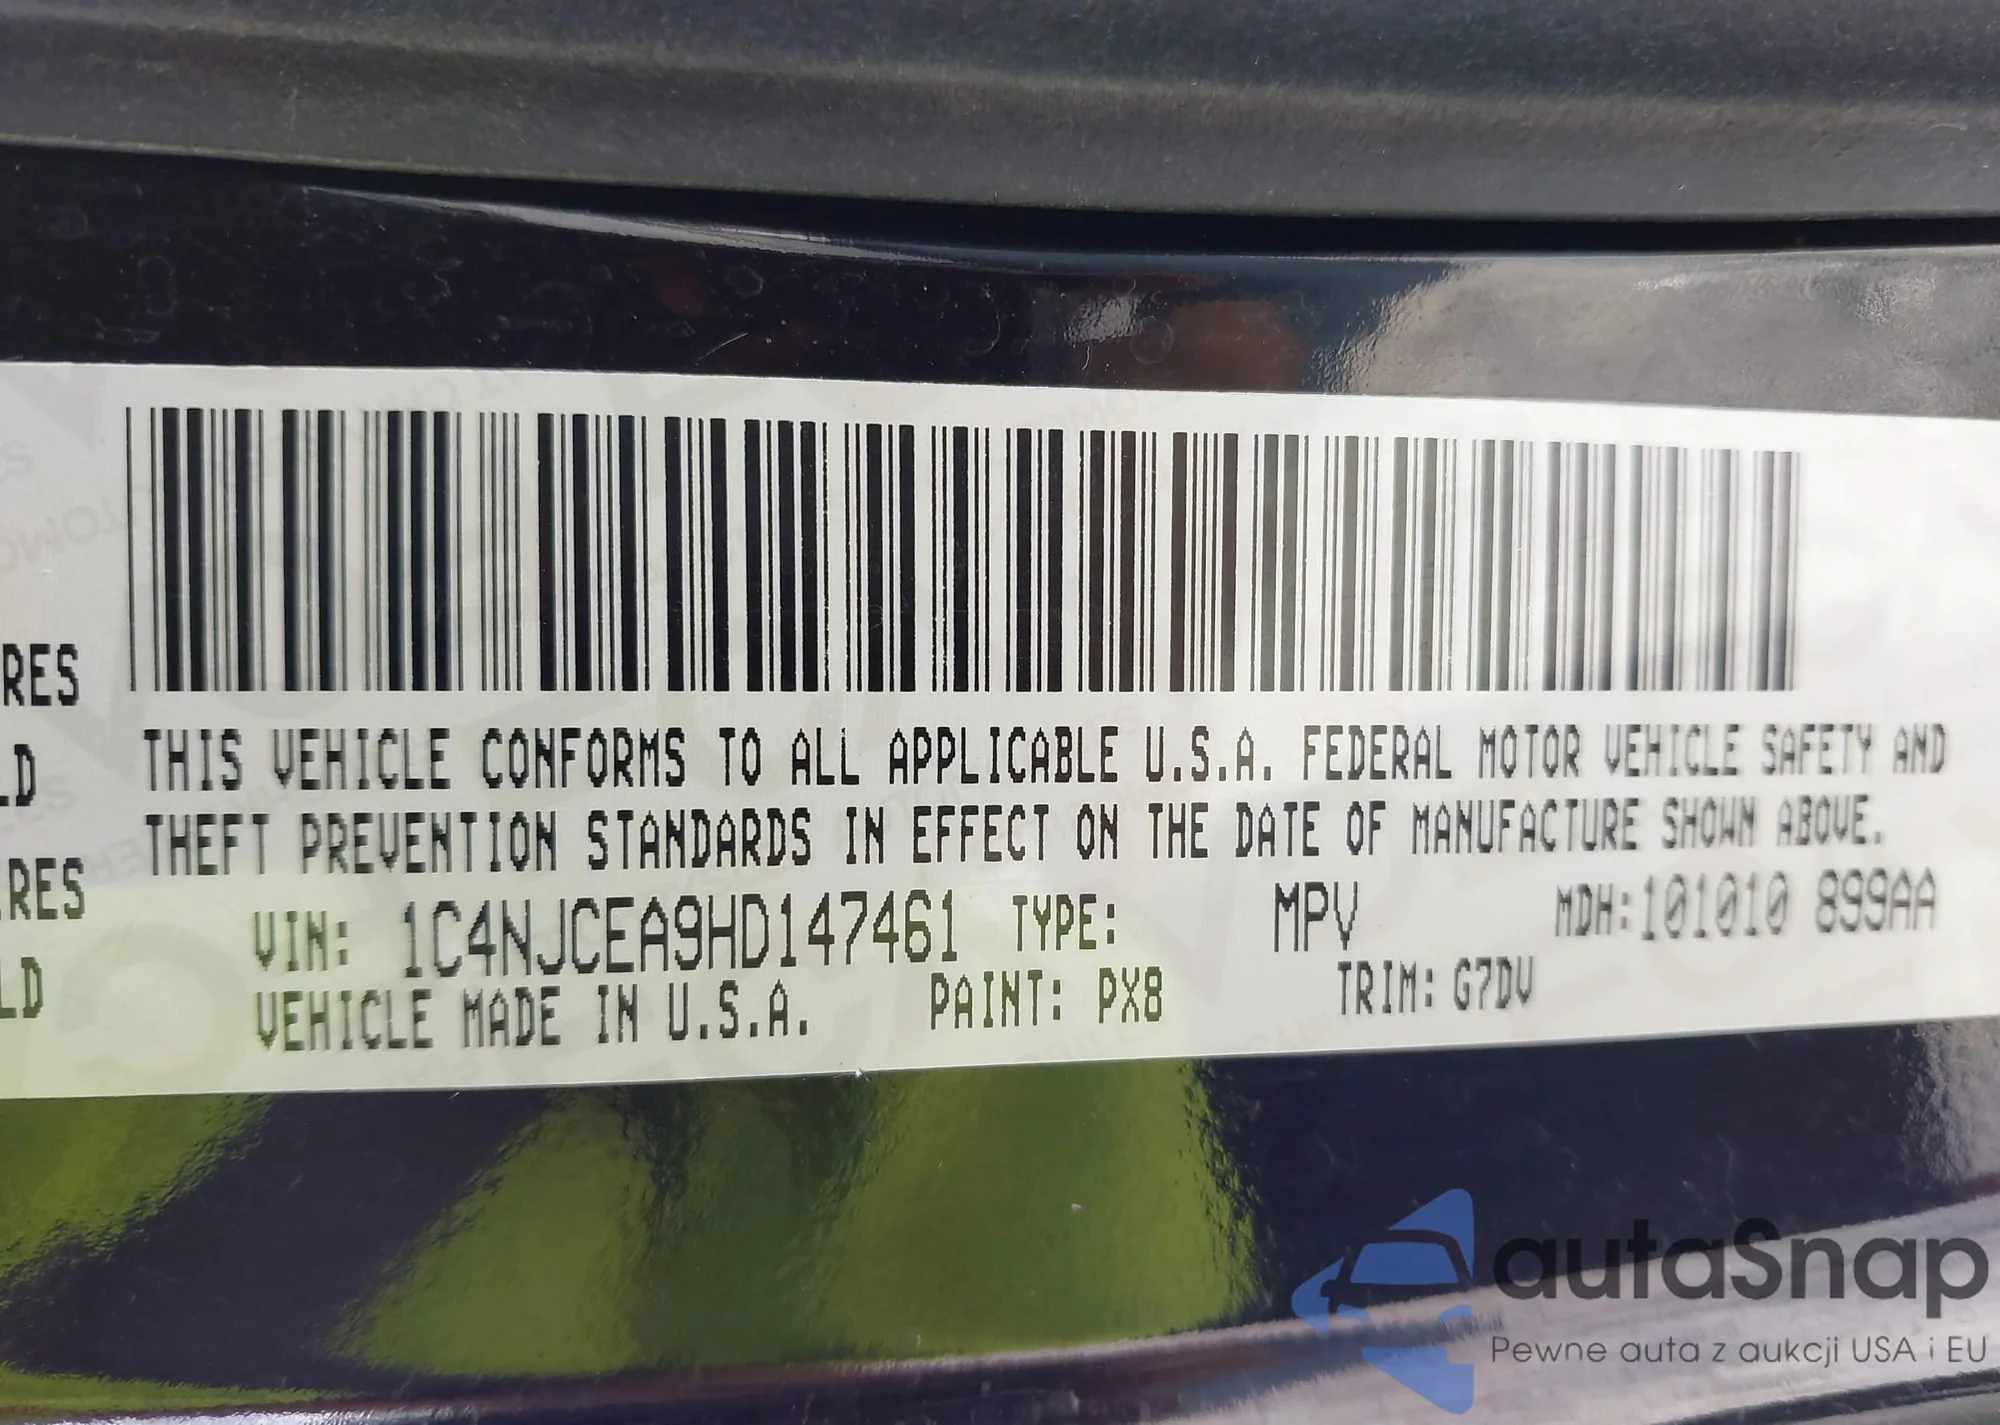 RES
LD
RES
LD
THIS VEHICLE CONFORMS TO ALL APPLICABLE U.S.A. FEDERAL MOTOR VEHICLE SAFETY AND
THEFT PREVENTION STANDARDS IN EFFECT ON THE DATE OF MANUFACTURE SHOWN ABOVE.
VIN: 1C4NJCEA9HD147461 TYPE: MPV MDH:101010 899AA
VEHICLE MADE IN U.S.A. PAINT: PX8 TRIM: G7DV
autaSnap
Pewne auta z aukcji USA i EU